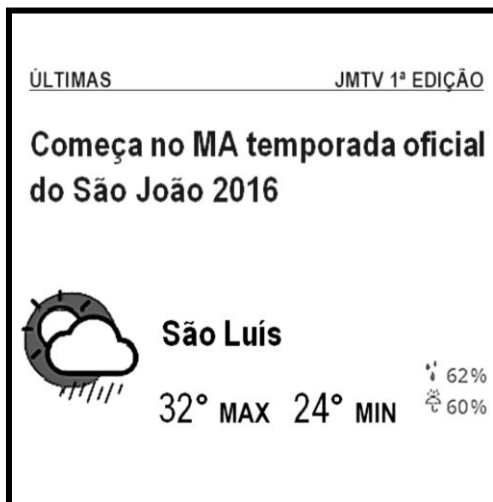 ÚLTIMAS JMTV 1ª EDIÇÃO
Começa no MA temporada oficial
do São João 2016
São Luís
32° MAX 24° MIN
62%
60%